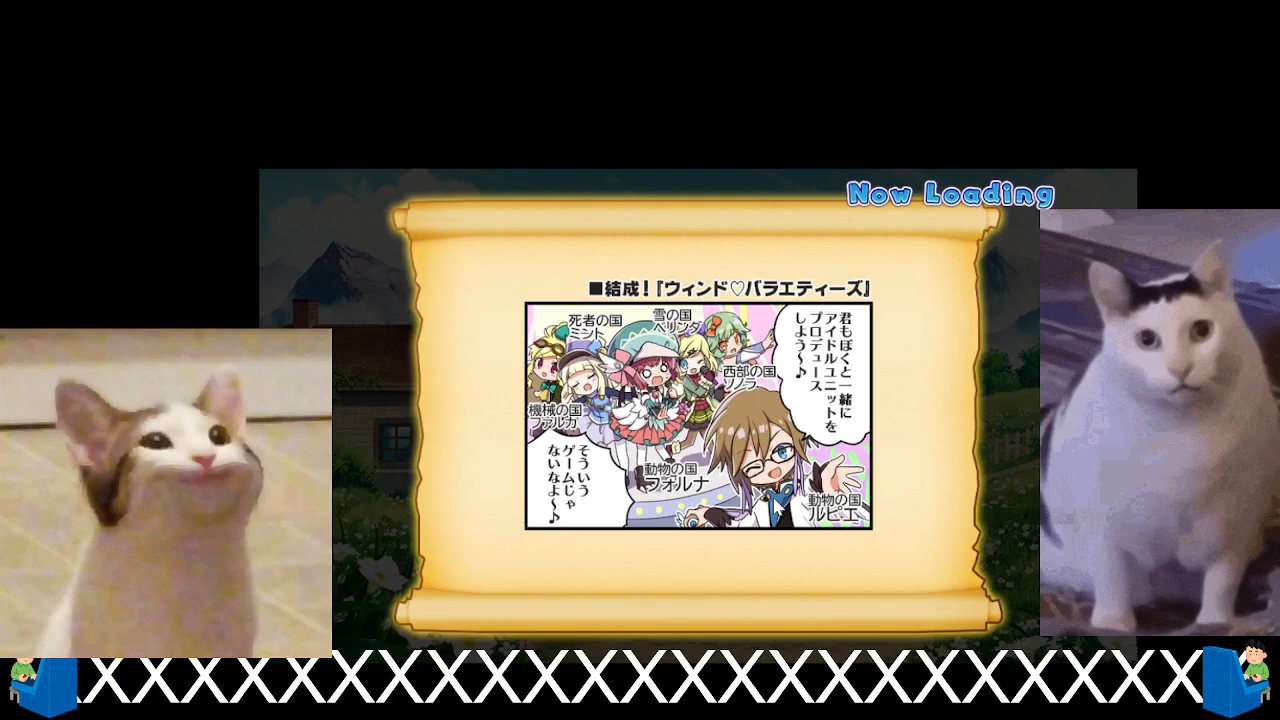 Now Loading
■結成!『ウィンド♡バラエティーズ』
君もぼくと一緒に
アイドルユニットを
プロデュース
しよう〜♪
死者の国
ミント
雪の国
ベリンダ
西部の国
ソノラ
機械の国
ファルカ
動物の国
フォルナ
動物の国
ルピエ
そういう
ゲームじゃ
ないなよ〜♪
XXXXXXXXXXXXXXXXXXXXXXXX